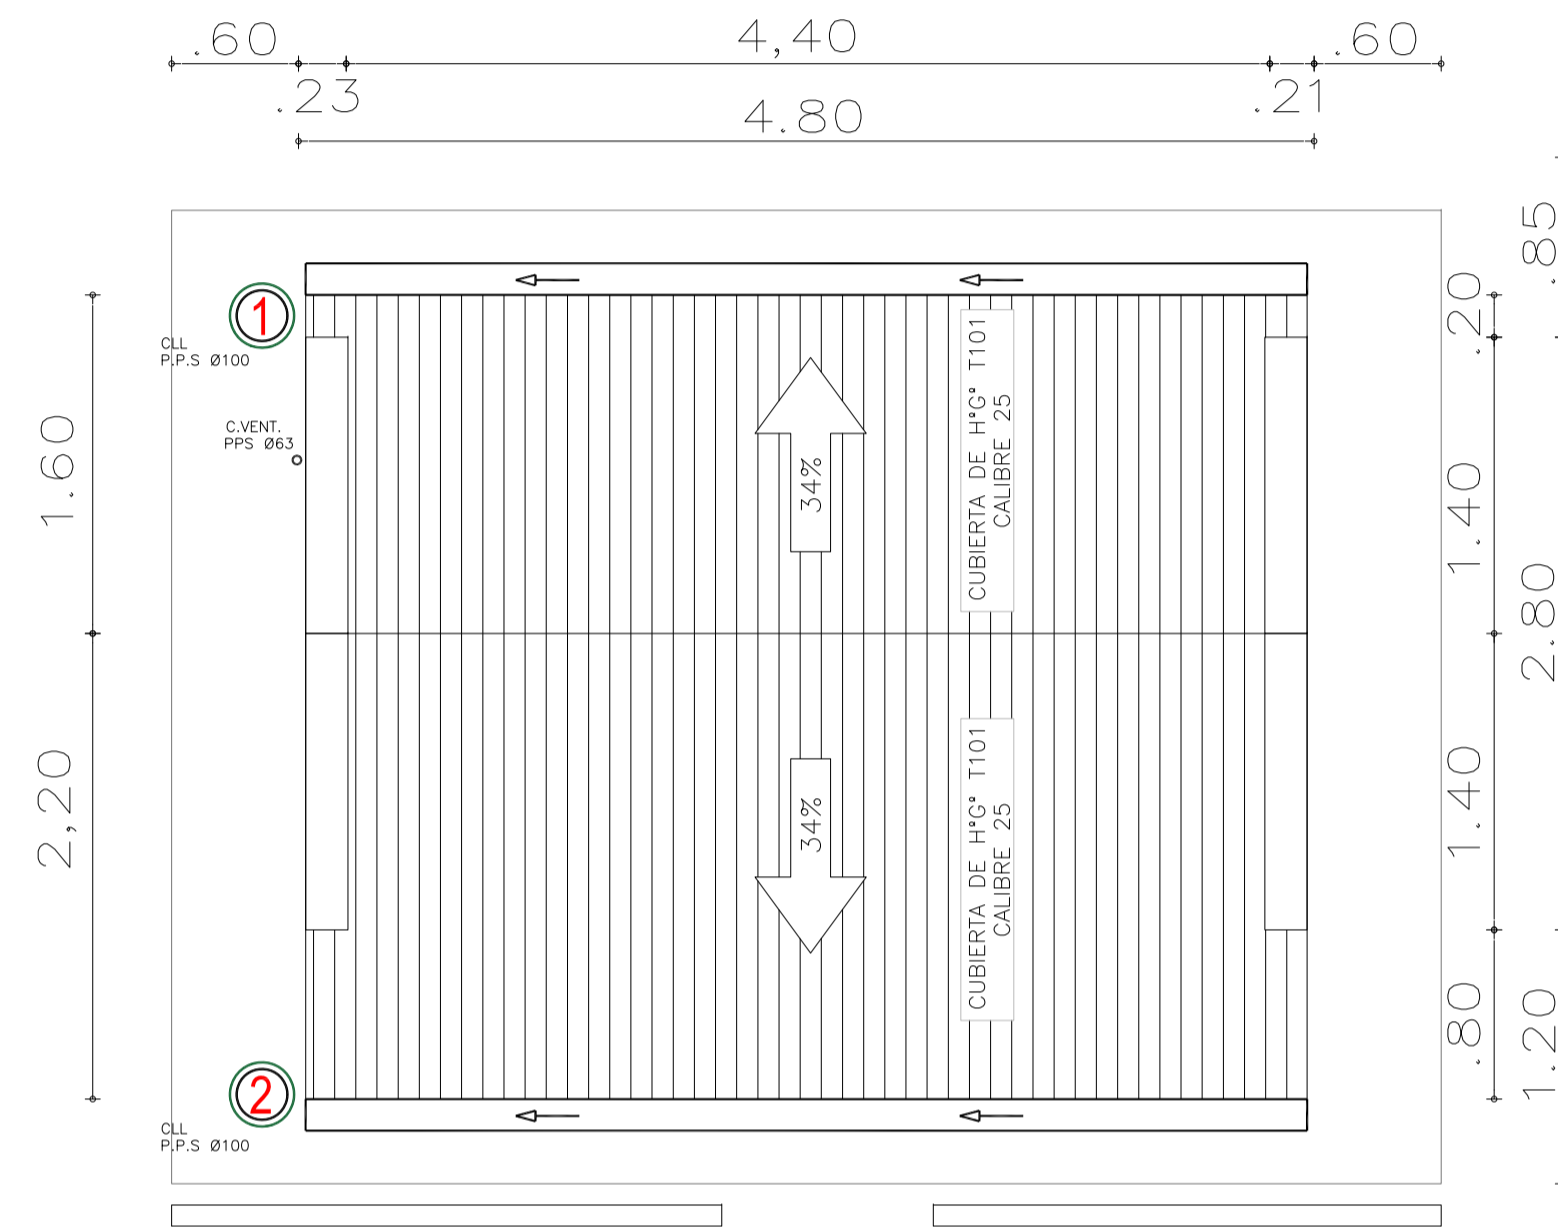 .60
4,40
.60
.23
.21
4.80
.85
.20
1
CLL
P.P.S Ø100
C.VENT.
PPS Ø63
1.60
34%
CUBIERTA DE HºGº T101
CALIBRE 25
1.40
2.80
2,20
34%
CUBIERTA DE HºGº T101
CALIBRE 25
1.40
.80
1.20
2
CLL
P.P.S Ø100